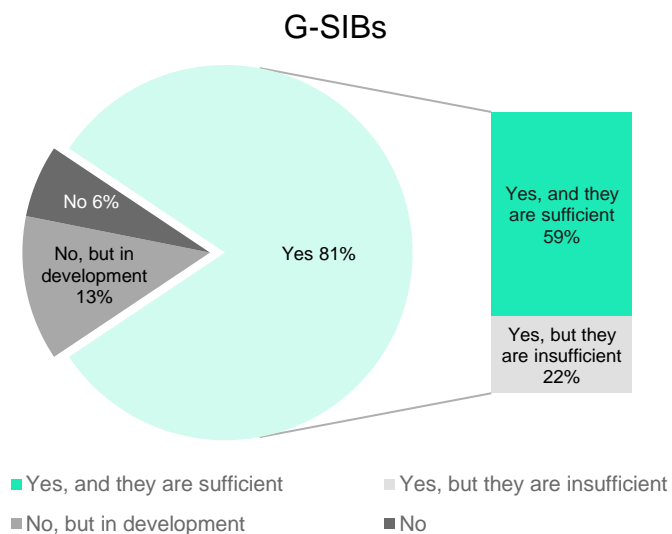 G-SIBs
No 6%
No, but in
development
13%
Yes 81%
Yes, and they
are sufficient
59%
Yes, but they
are insufficient
22%
Yes, and they are sufficient
Yes, but they are insufficient
No, but in development
No